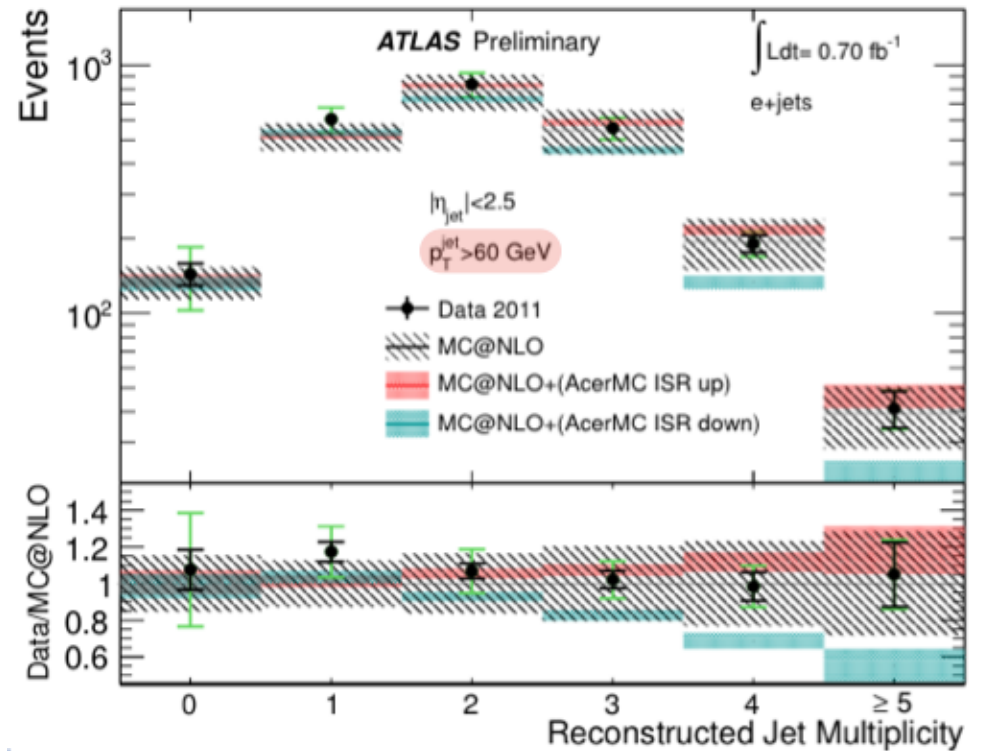 ATLAS Preliminary
∫Ldt= 0.70 fb⁻¹
e+jets
Events
10³
10²
|η_jet|<2.5
p_T^jet>60 GeV
Data 2011
MC@NLO
MC@NLO+(AcerMC ISR up)
MC@NLO+(AcerMC ISR down)
Data/MC@NLO
1.4
1.2
1
0.8
0.6
0 1 2 3 4 ≥ 5
Reconstructed Jet Multiplicity